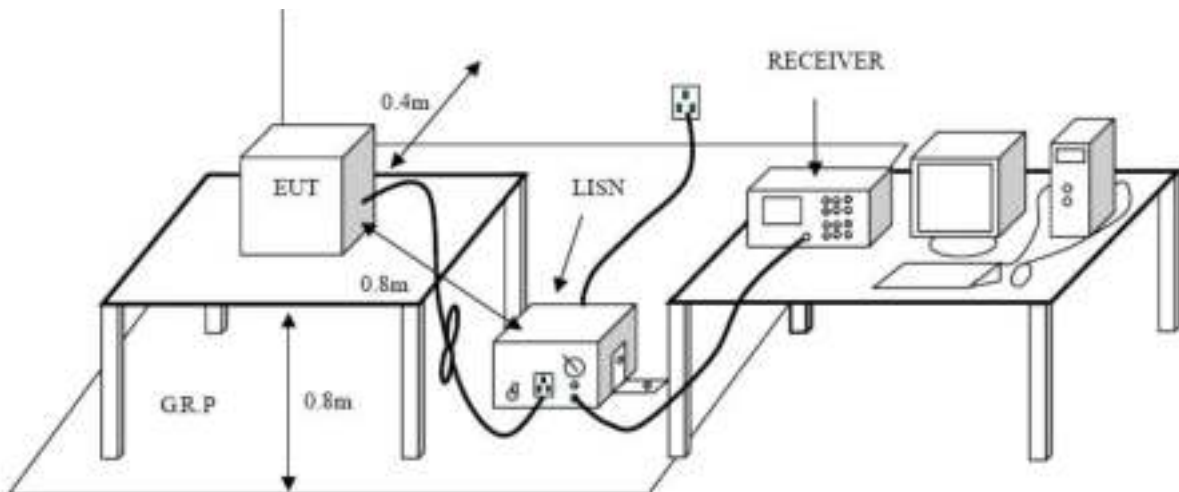 RECEIVER
0.4m
EUT
LISN
0.8m
G.R.P
0.8m